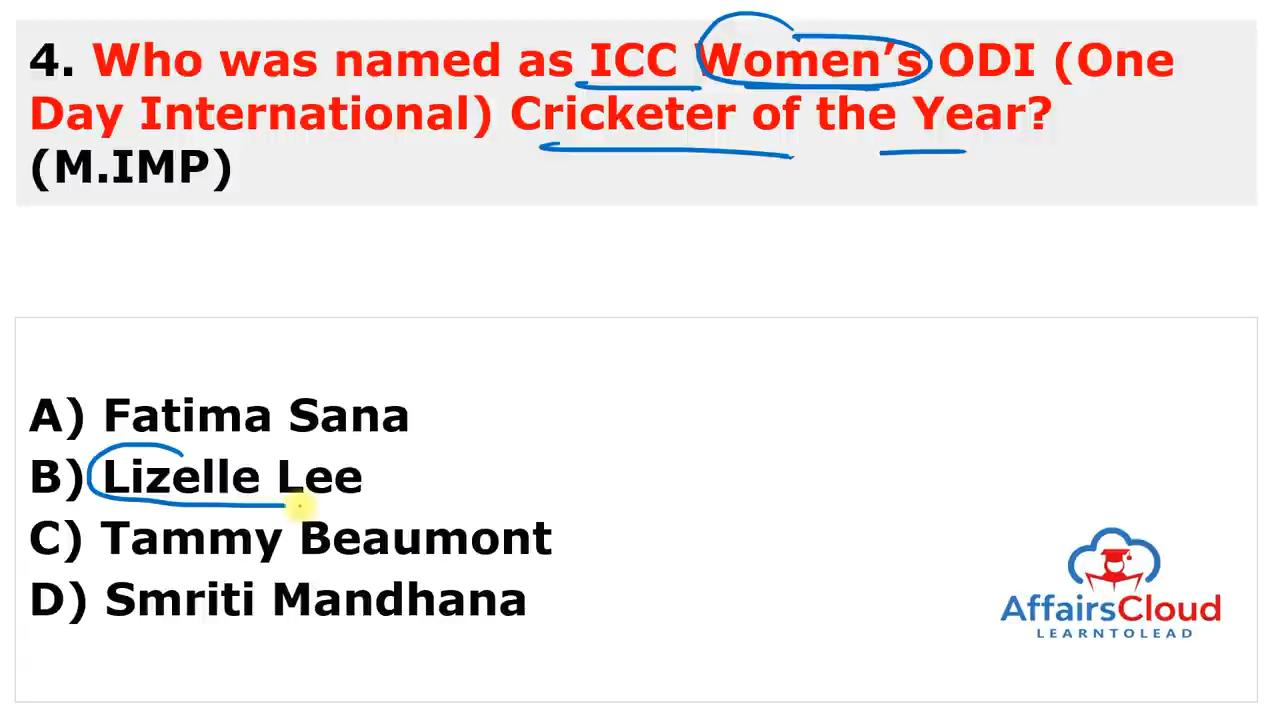 4. Who was named as ICC Women’s ODI (One
Day International) Cricketer of the Year?
(M.IMP)
A) Fatima Sana
B) Lizelle Lee
C) Tammy Beaumont
D) Smriti Mandhana
AffairsCloud
LEARNTOLEAD